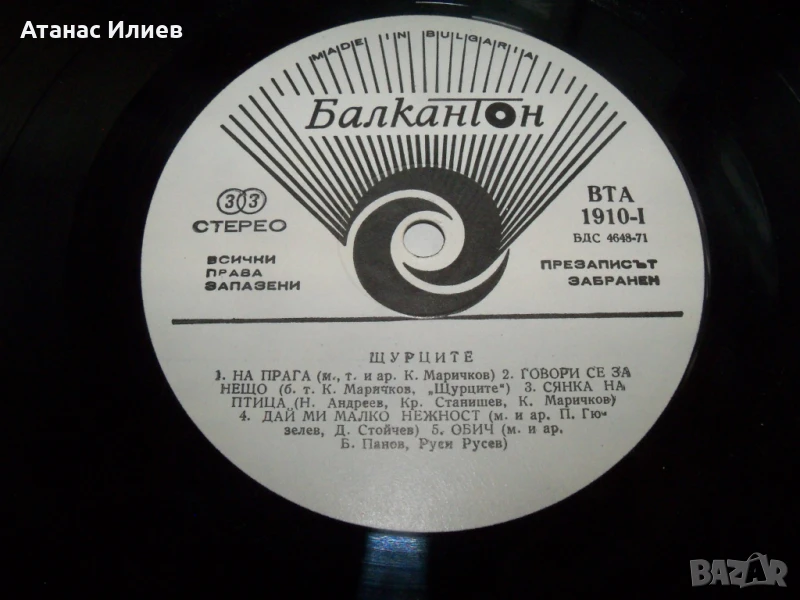 Атанас Илиев
MADE IN BULGARIA
Балкантон
33
СТЕРЕО
ВТА
1910-I
БДС 4648-71
ВСИЧКИ
ПРАВА
ЗАПАЗЕНИ
ПРЕЗАПИСЪТ
ЗАБРАНЕН
ЩУРЦИТЕ
1. НА ПРАГА (м., т. и ар. К. Маричков) 2. ГОВОРИ СЕ ЗА
НЕЩО (б. т. К. Маричков, „Щурците“) 3. СЯНКА НА
ПТИЦА (Н. Андреев, Кр. Станишев, К. Маричков)
4. ДАЙ МИ МАЛКО НЕЖНОСТ (м. и ар. П. Гю-
зелев, Д. Стойчев) 5. ОБИЧ (м. и ар.
Б. Панов, Руси Русев)
BAZAR